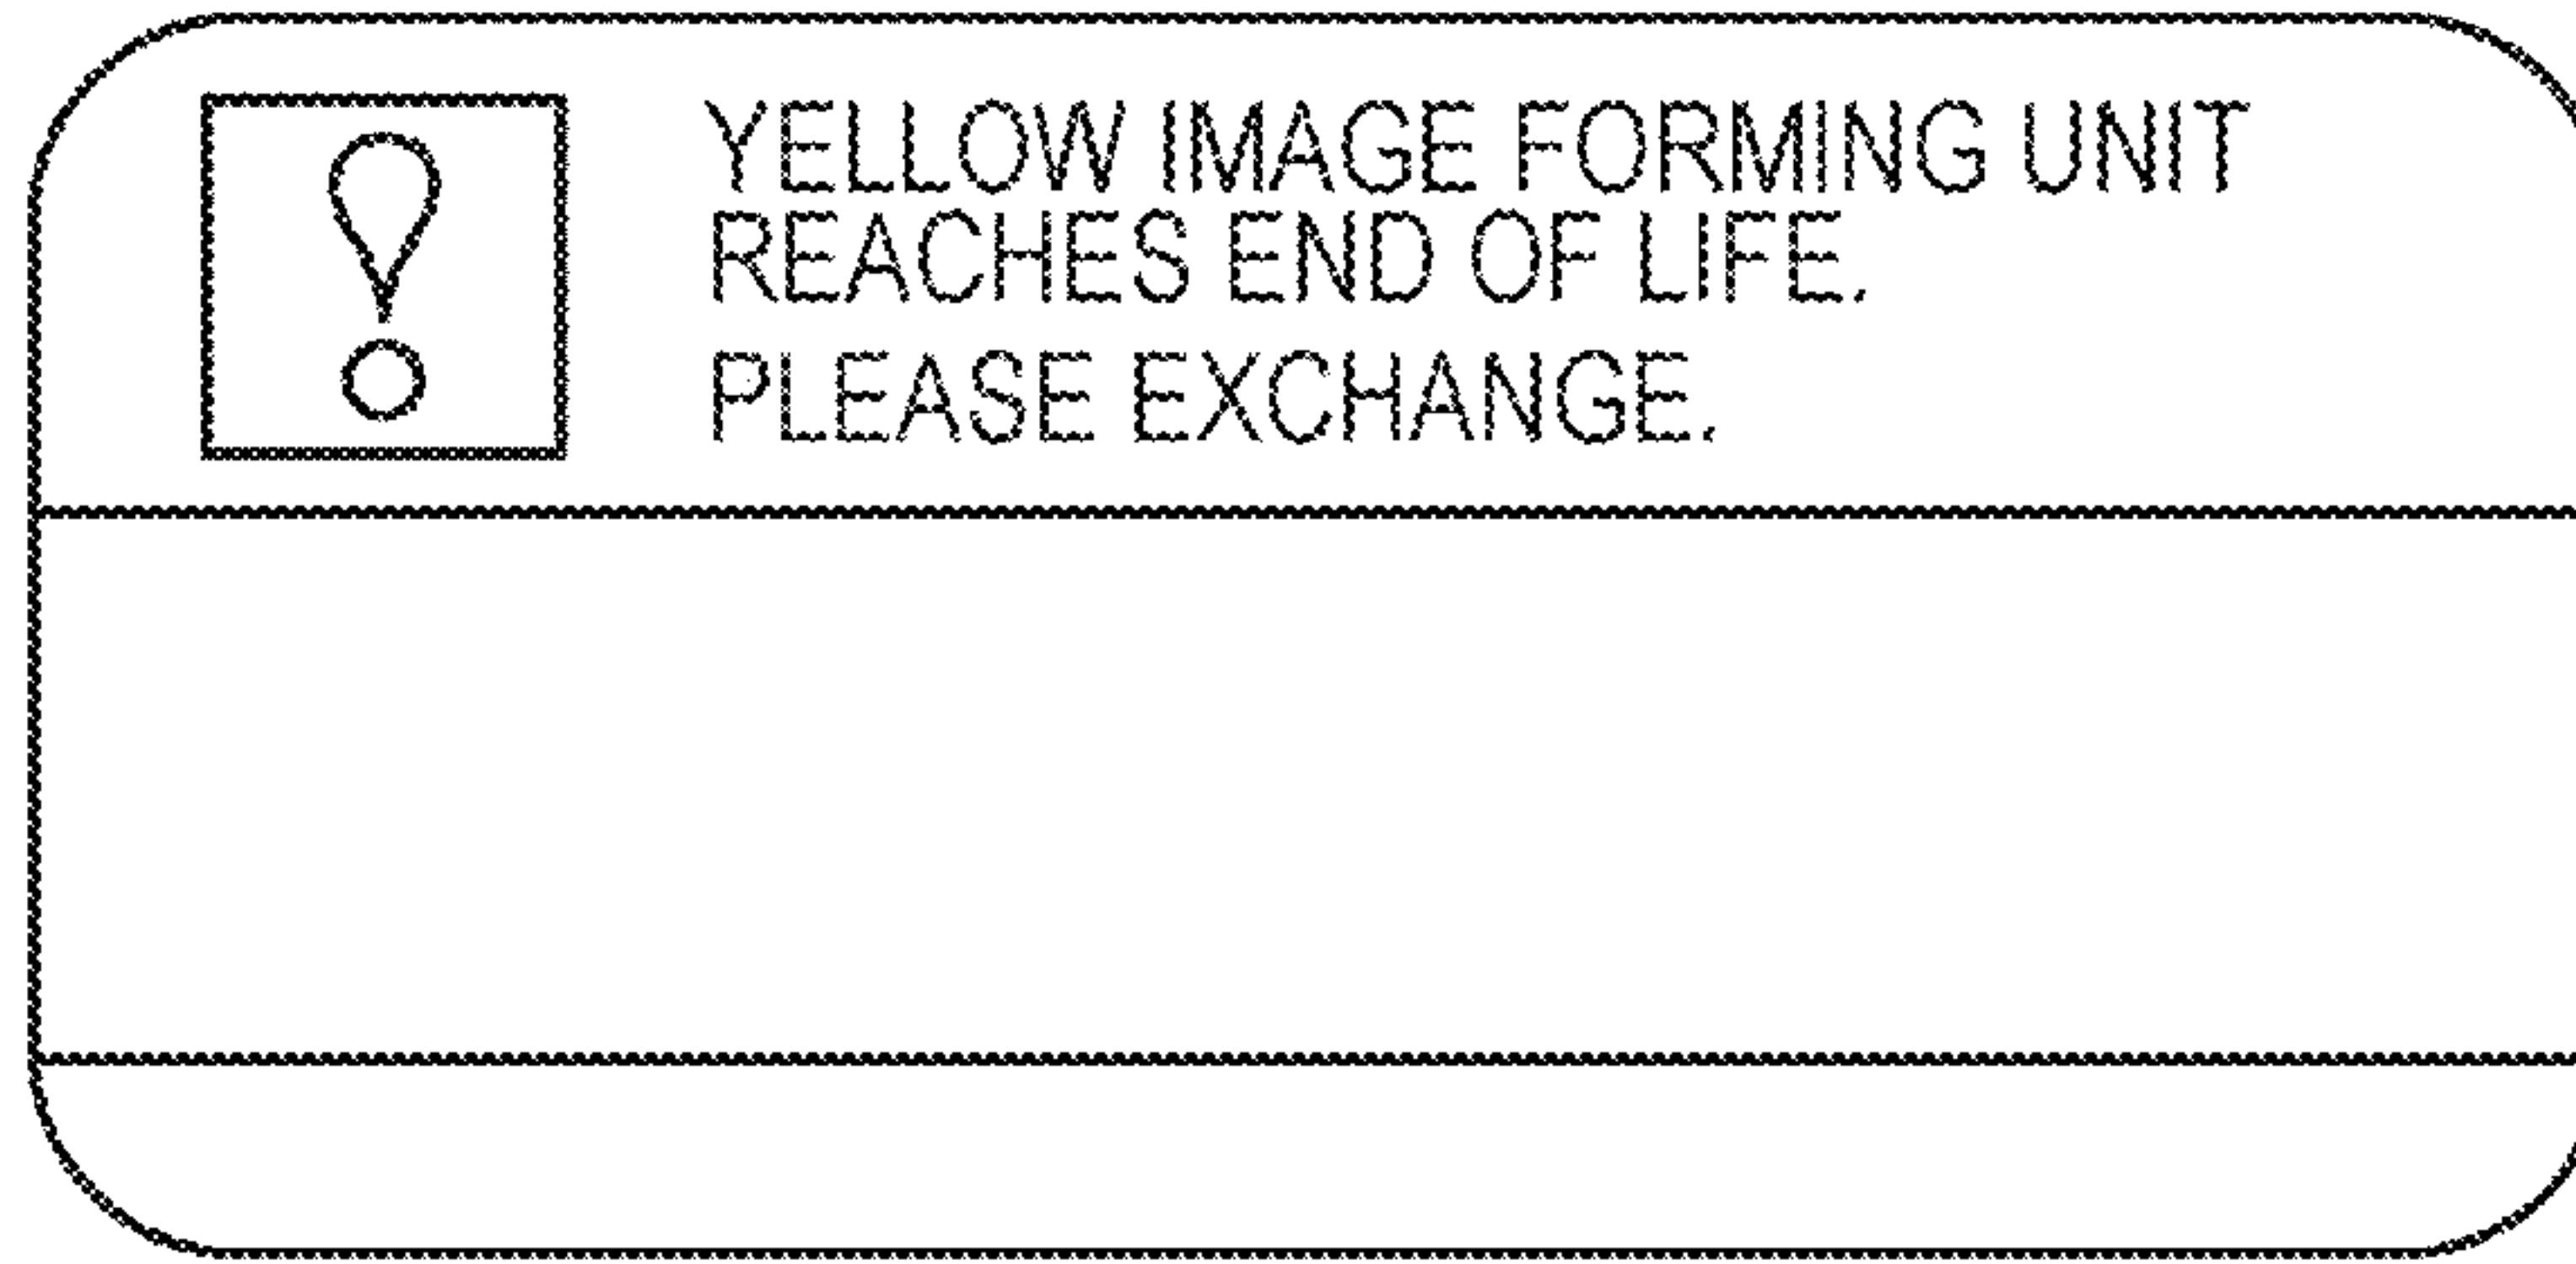 YELLOW IMAGE FORMING UNIT
REACHES END OF LIFE.
PLEASE EXCHANGE.